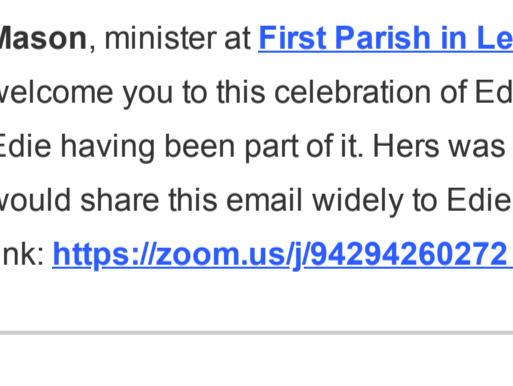 Mason, minister at First Parish in Le
welcome you to this celebration of Ed
Edie having been part of it. Hers was
would share this email widely to Edie
nk: https://zoom.us/j/94294260272